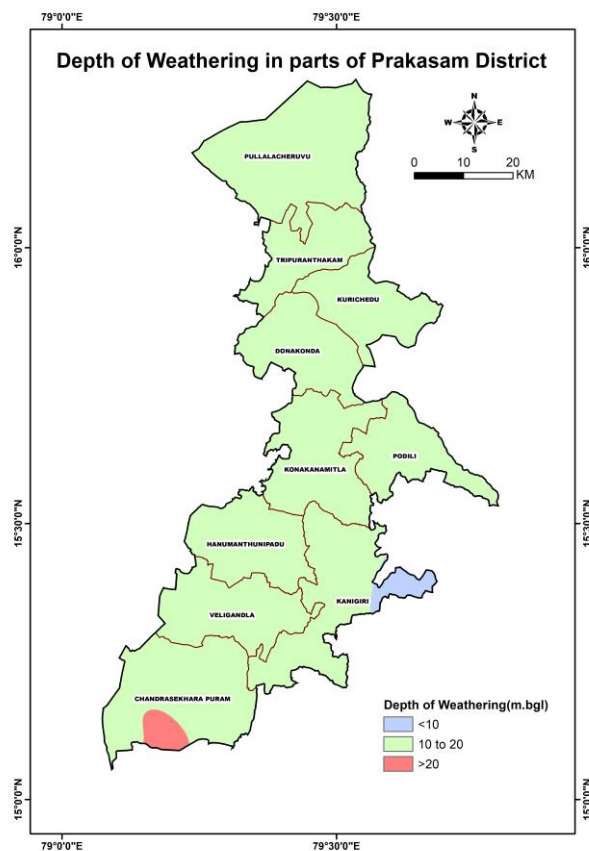 79°0'0"E
79°30'0"E
Depth of Weathering in parts of Prakasam District
N
W
E
S
0
10
20
KM
PULLALACHERUVU
16°0'0"N
16°0'0"N
TRIPURANTHAKAM
KURICHEDU
DONAKONDA
PODILI
KONAKANAMITLA
15°30'0"N
15°30'0"N
HANUMANTHUNIPADU
KANIGIRI
VELIGANDLA
CHANDRASEKHARA PURAM
Depth of Weathering(m.bgl)
<10
10 to 20
>20
15°0'0"N
15°0'0"N
79°0'0"E
79°30'0"E